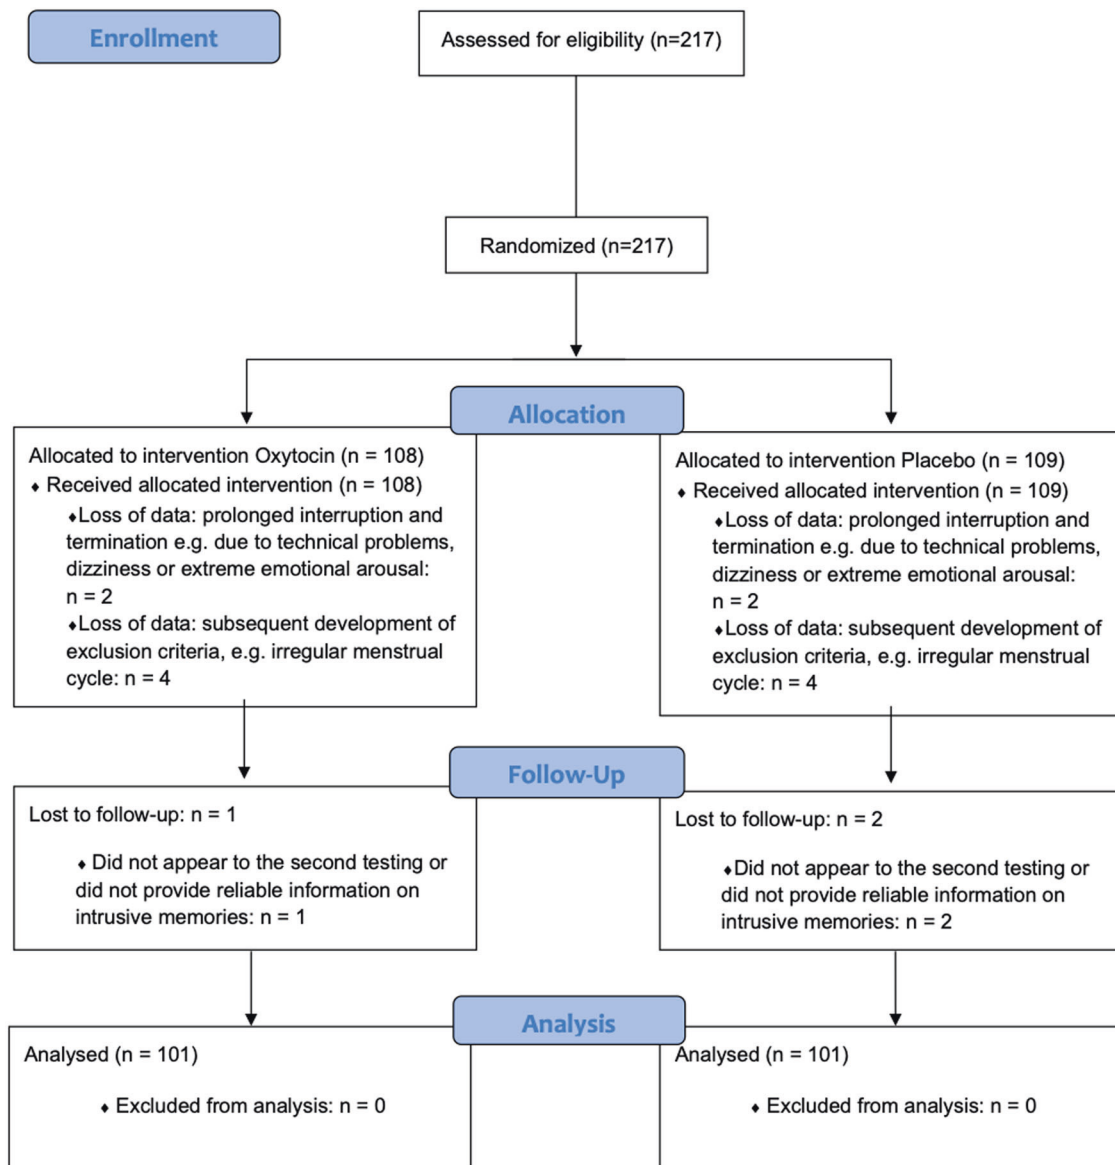 Enrollment
Assessed for eligibility (n=217)
Randomized (n=217)
Allocation
Allocated to intervention Oxytocin (n = 108)
♦ Received allocated intervention (n = 108)
♦Loss of data: prolonged interruption and
termination e.g. due to technical problems,
dizziness or extreme emotional arousal:
n = 2
♦Loss of data: subsequent development of
exclusion criteria, e.g. irregular menstrual
cycle: n = 4
Allocated to intervention Placebo (n = 109)
♦ Received allocated intervention (n = 109)
♦Loss of data: prolonged interruption and
termination e.g. due to technical problems,
dizziness or extreme emotional arousal:
n = 2
♦Loss of data: subsequent development of
exclusion criteria, e.g. irregular menstrual
cycle: n = 4
Follow-Up
Lost to follow-up: n = 1
♦ Did not appear to the second testing or
did not provide reliable information on
intrusive memories: n = 1
Lost to follow-up: n = 2
♦Did not appear to the second testing or
did not provide reliable information on
intrusive memories: n = 2
Analysis
Analysed (n = 101)
♦ Excluded from analysis: n = 0
Analysed (n = 101)
♦ Excluded from analysis: n = 0